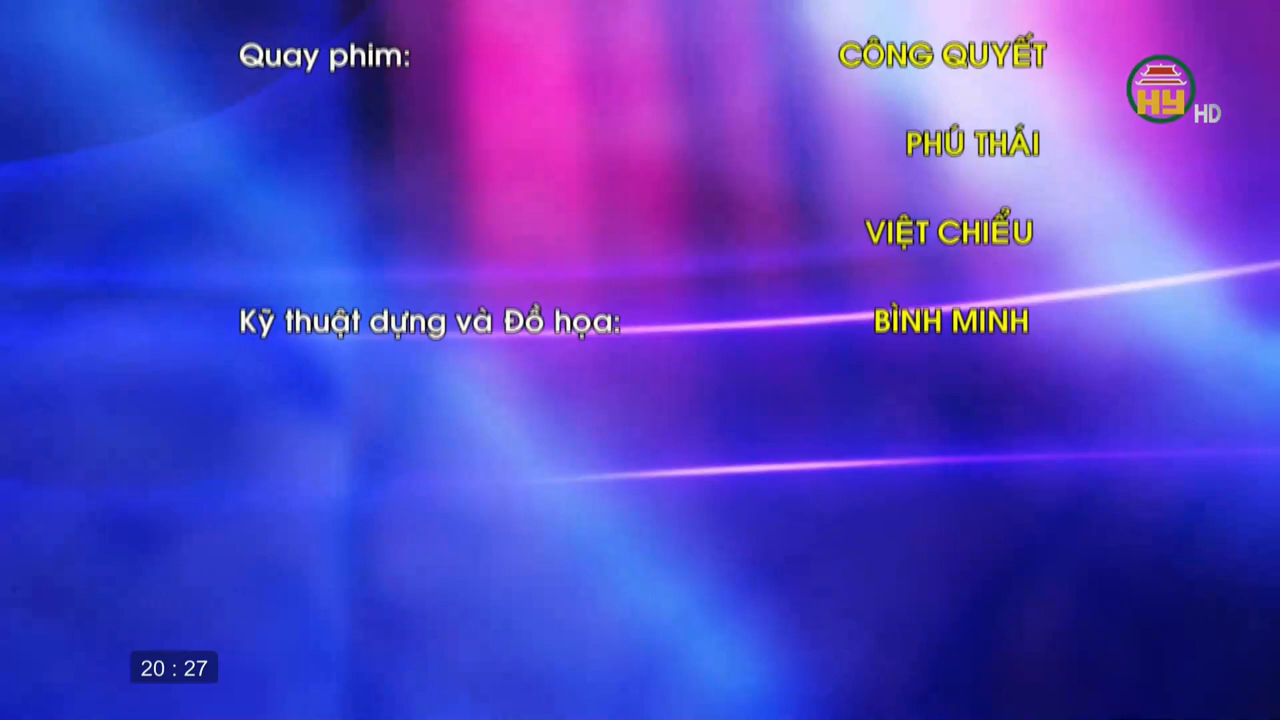 Quay phim: CÔNG QUYẾT
HY HD
PHÚ THÁI
VIỆT CHIỂU
Kỹ thuật dựng và Đồ họa: BÌNH MINH
20 : 27